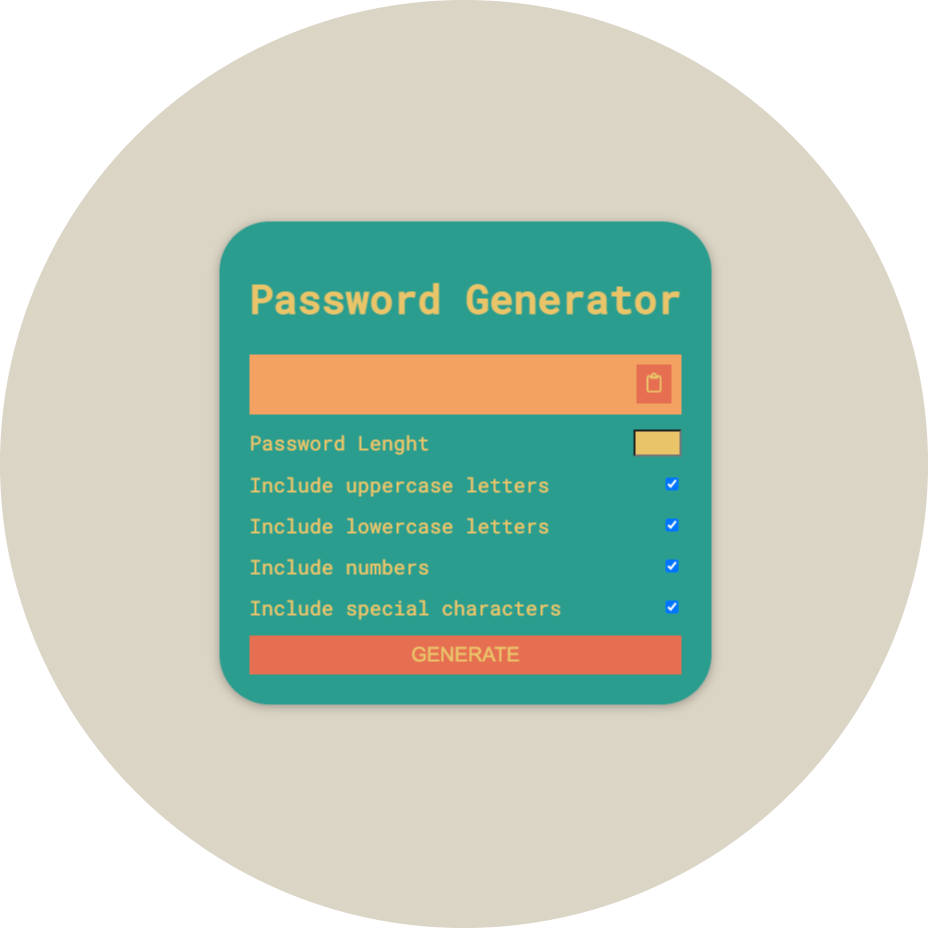 Password Generator
Password Lenght
Include uppercase letters
Include lowercase letters
Include numbers
Include special characters
GENERATE